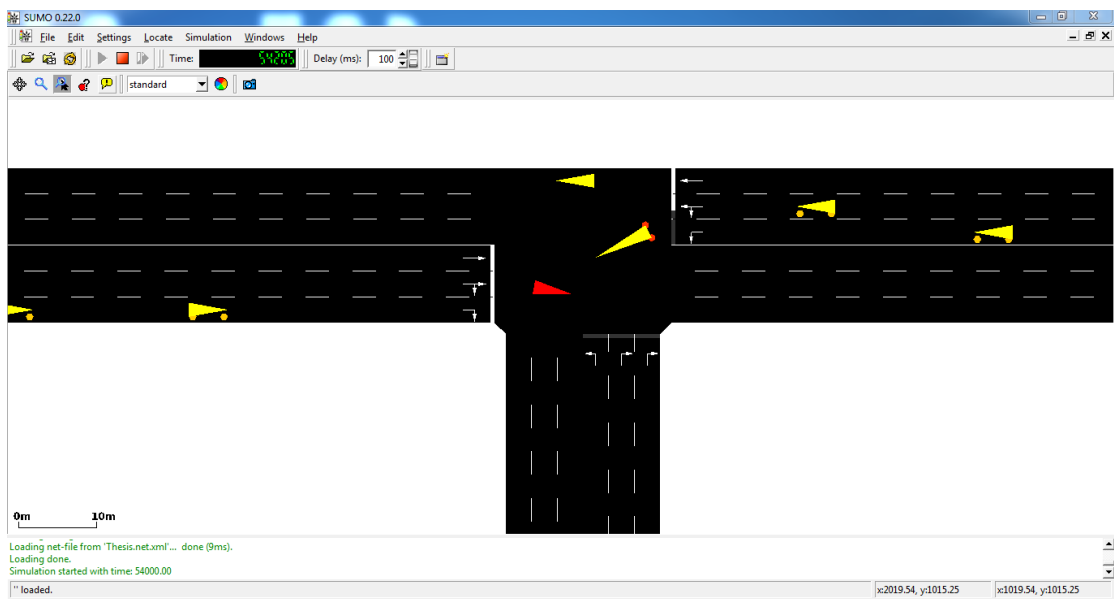 SUMO 0.22.0
File Edit Settings Locate Simulation Windows Help
Time: 54205 Delay (ms): 100
standard
0m 10m
Loading net-file from 'Thesis.net.xml'... done (9ms).
Loading done.
Simulation started with time: 54000.00
'' loaded.
x:2019.54, y:1015.25
x:1019.54, y:1015.25